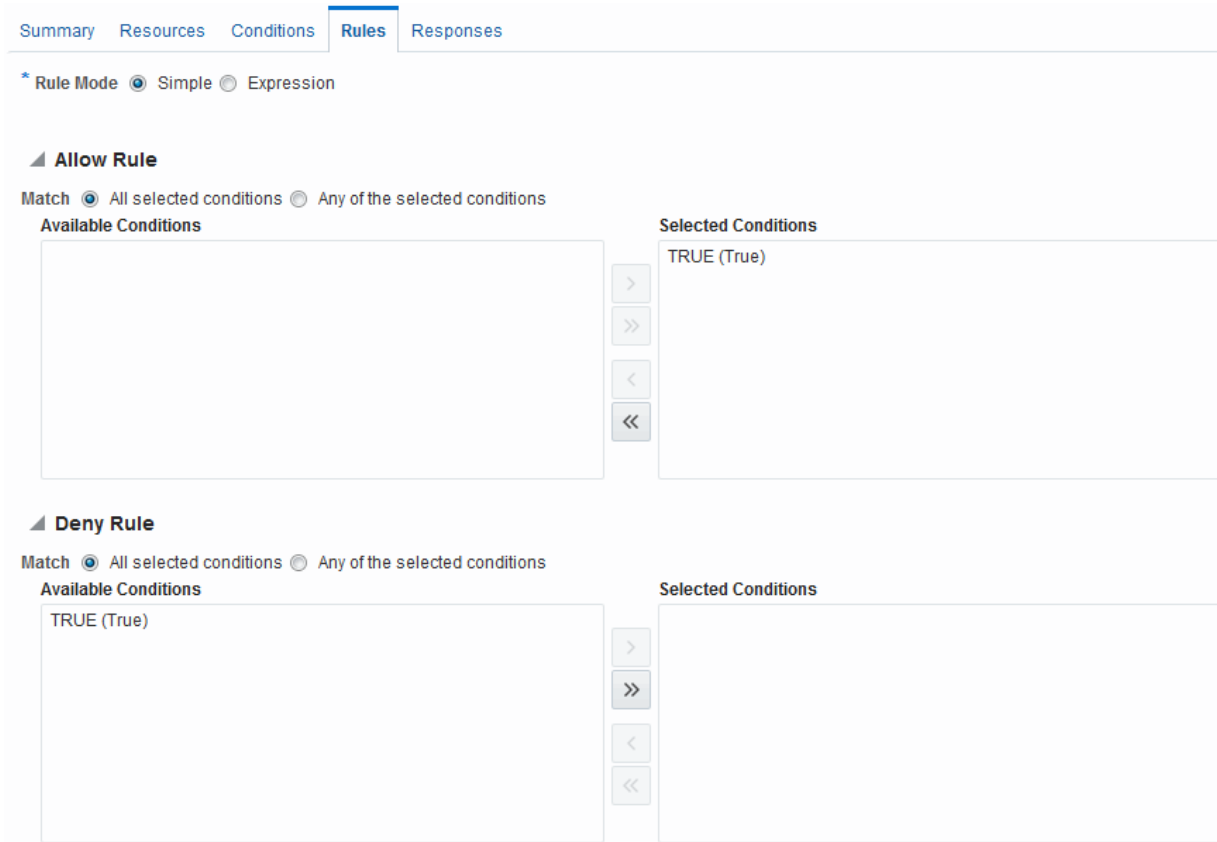 Summary Resources Conditions Rules Responses
* Rule Mode Simple Expression
Allow Rule
Match All selected conditions Any of the selected conditions
Available Conditions Selected Conditions
TRUE (True)
Deny Rule
Match All selected conditions Any of the selected conditions
Available Conditions Selected Conditions
TRUE (True)